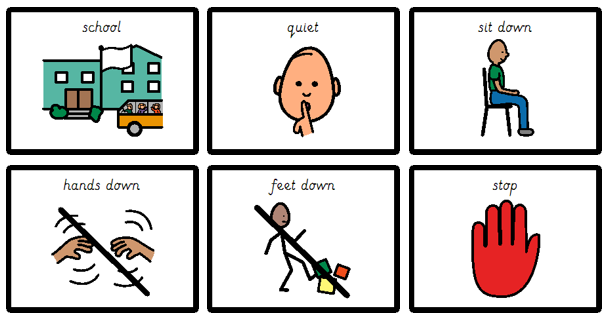 school
quiet
sit down
hands down
feet down
stop